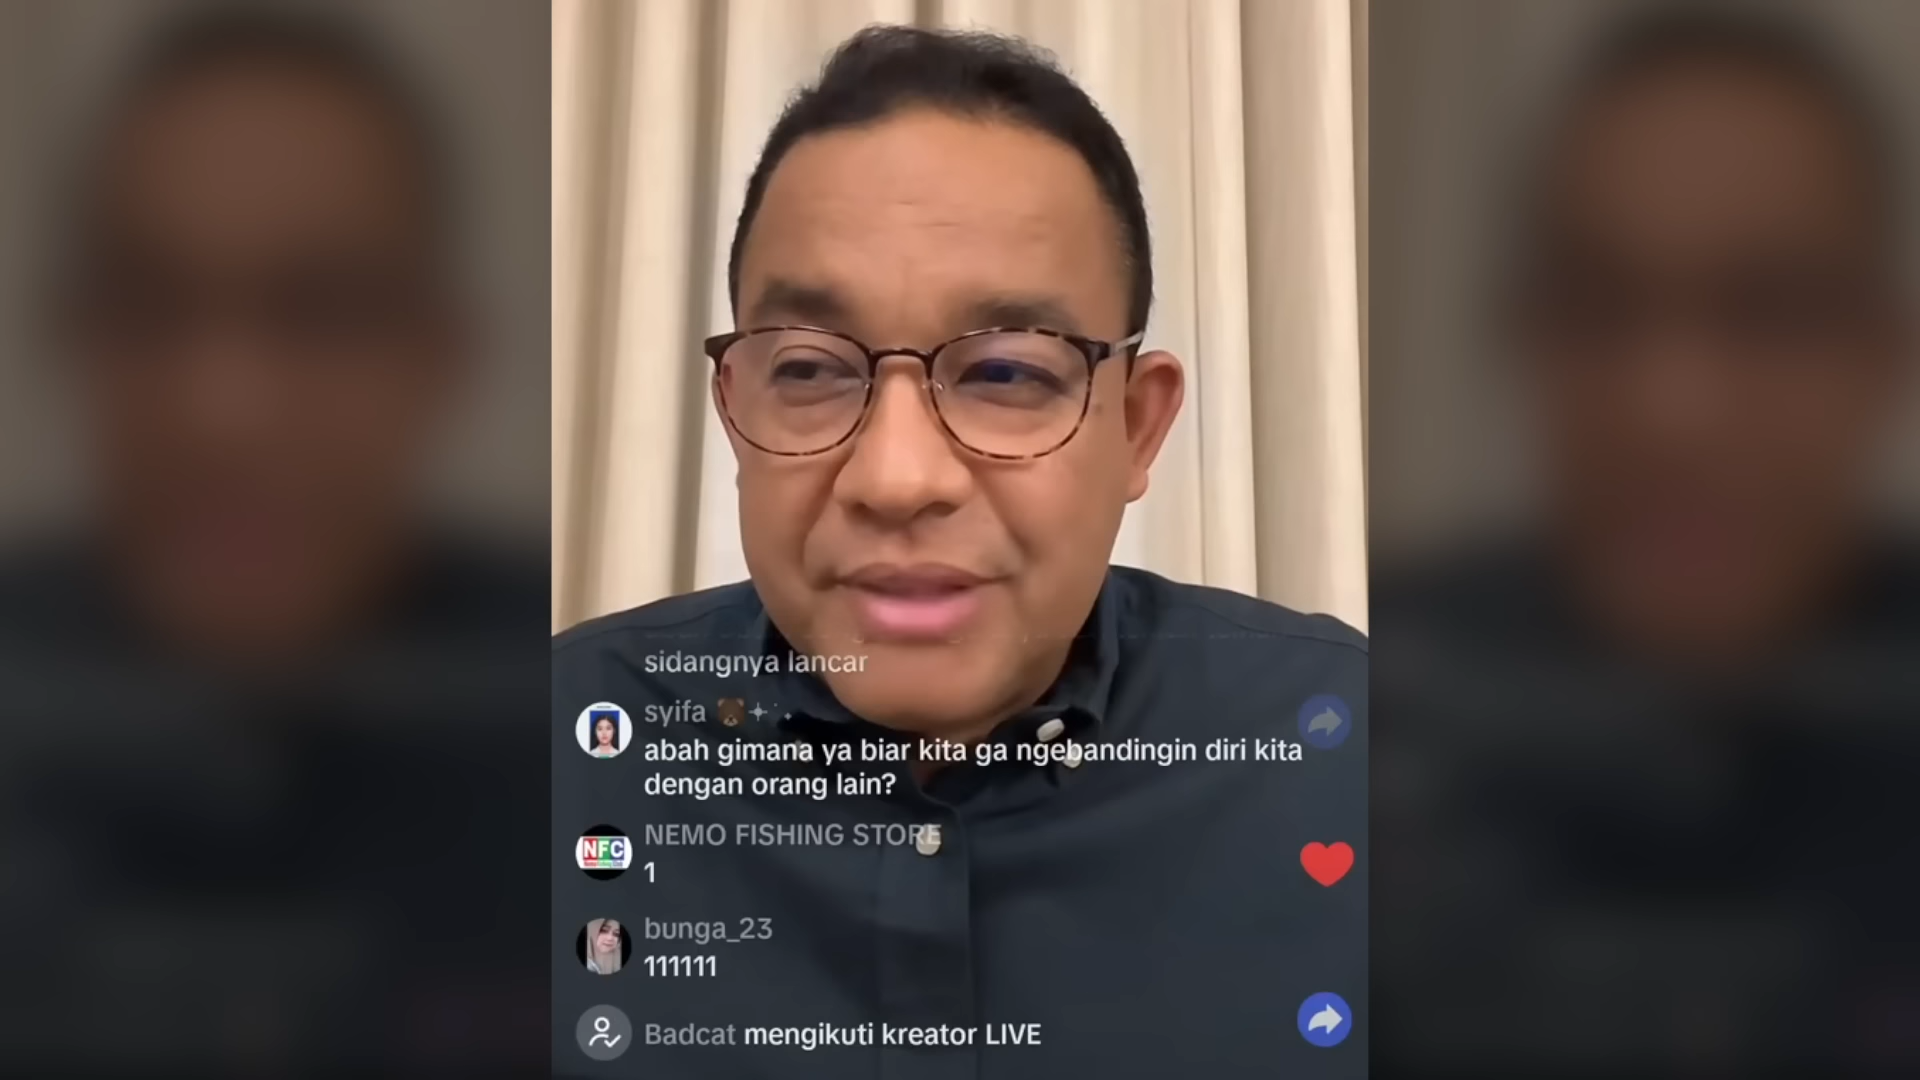 sidangnya lancar
syifa 🐻✨
abah gimana ya biar kita ga ngebandingin diri kita
dengan orang lain?
NFC
NEMO FISHING STORE
1
bunga_23
111111
Badcat mengikuti kreator LIVE